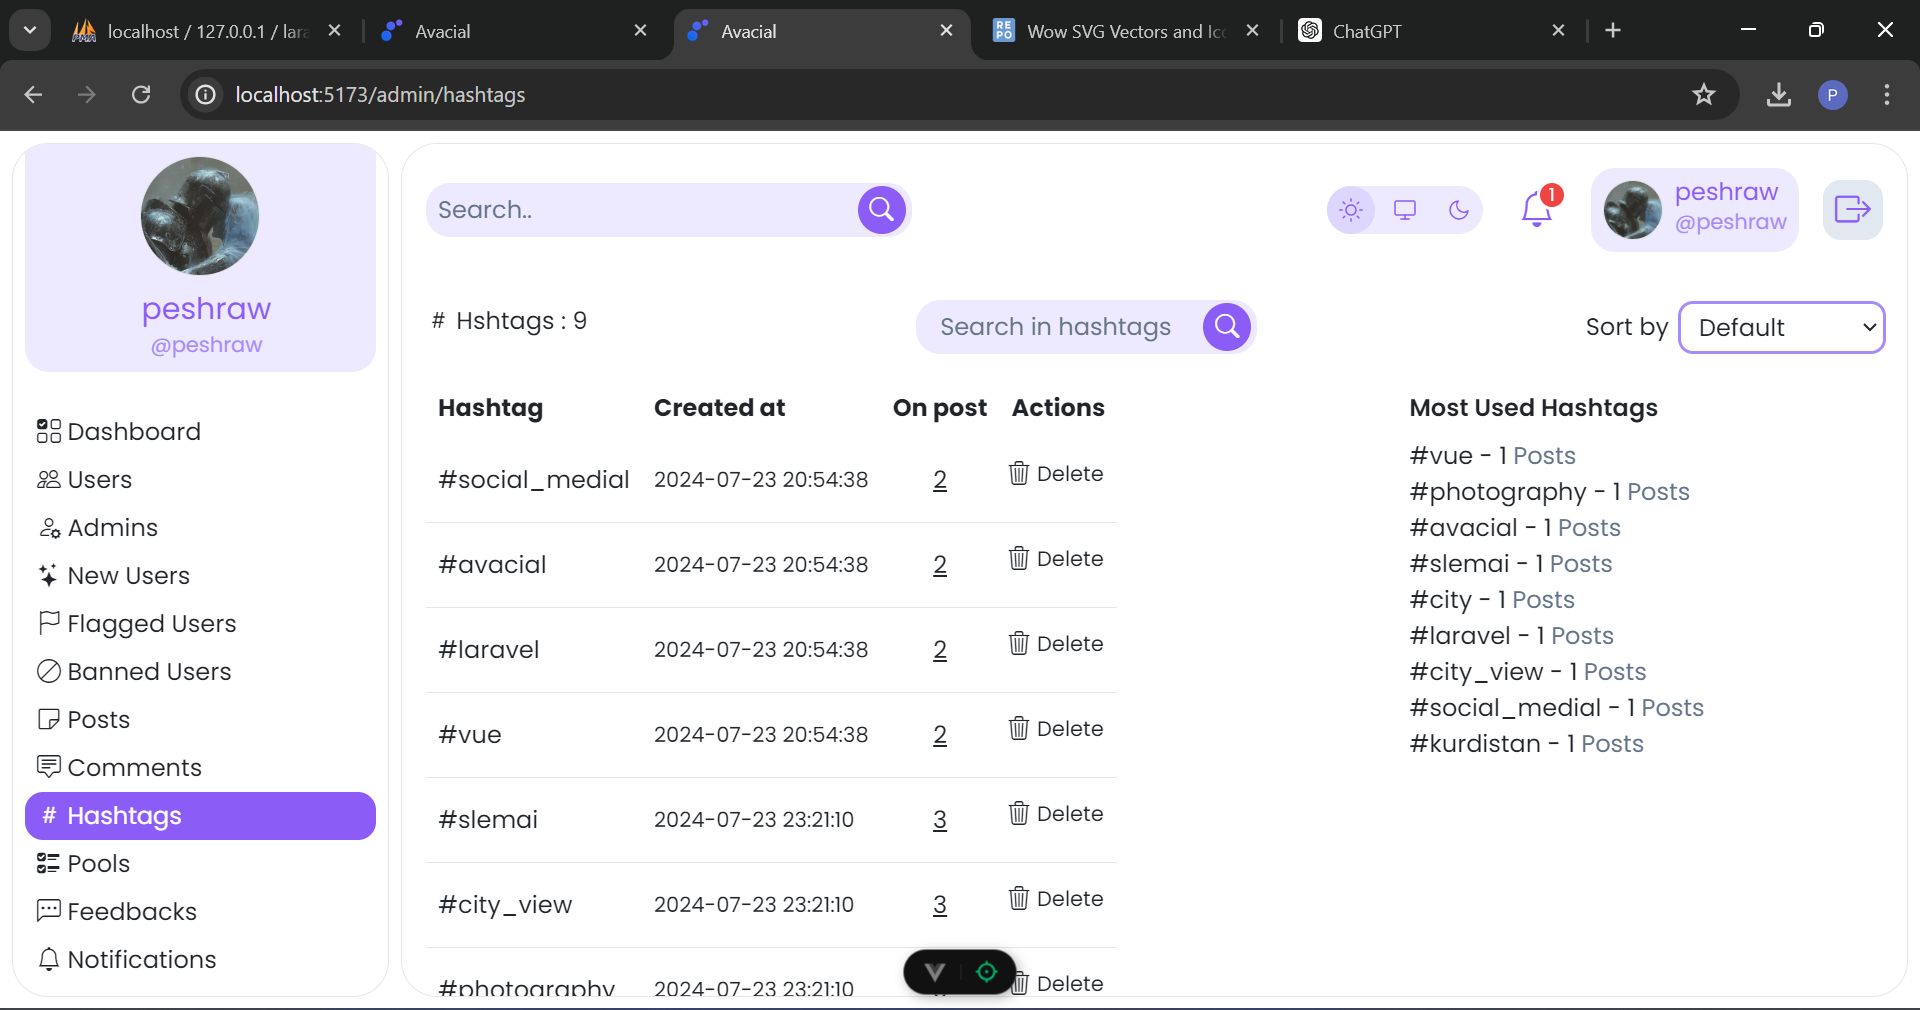 localhost / 127.0.0.1 / lara
Avacial
Avacial
Wow SVG Vectors and Ico
ChatGPT
localhost:5173/admin/hashtags
P
peshraw
@peshraw
Dashboard
Users
Admins
New Users
Flagged Users
Banned Users
Posts
Comments
# Hashtags
Pools
Feedbacks
Notifications
Search..
1
peshraw
@peshraw
# Hshtags : 9
Search in hashtags
Sort by Default
Hashtag Created at On post Actions
#social_medial 2024-07-23 20:54:38 2 Delete
#avacial 2024-07-23 20:54:38 2 Delete
#laravel 2024-07-23 20:54:38 2 Delete
#vue 2024-07-23 20:54:38 2 Delete
#slemai 2024-07-23 23:21:10 3 Delete
#city_view 2024-07-23 23:21:10 3 Delete
#photography 2024-07-23 23:21:10 Delete
Most Used Hashtags
#vue - 1 Posts
#photography - 1 Posts
#avacial - 1 Posts
#slemai - 1 Posts
#city - 1 Posts
#laravel - 1 Posts
#city_view - 1 Posts
#social_medial - 1 Posts
#kurdistan - 1 Posts